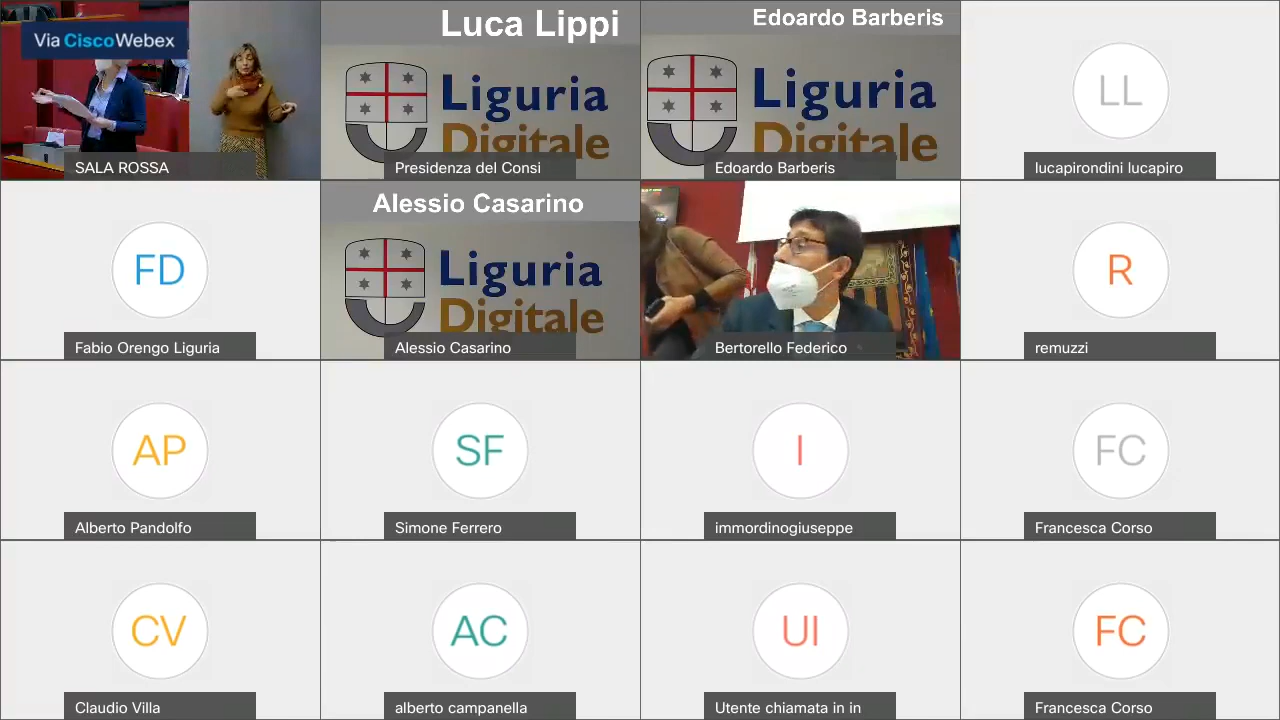 Via Cisco Webex
SALA ROSSA
Luca Lippi
Liguria
Digitale
Presidenza del Consi
Edoardo Barberis
Liguria
Digitale
Edoardo Barberis
LL
lucapirondini lucapiro
FD
Fabio Orengo Liguria
Alessio Casarino
Liguria
Digitale
Alessio Casarino
Bertorello Federico
R
remuzzi
AP
Alberto Pandolfo
SF
Simone Ferrero
I
immordinogiuseppe
FC
Francesca Corso
CV
Claudio Villa
AC
alberto campanella
UI
Utente chiamata in in
FC
Francesca Corso